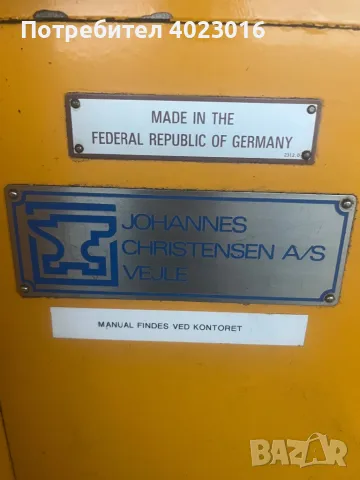 Потребител 4023016
MADE IN THE
FEDERAL REPUBLIC OF GERMANY
JOHANNES
CHRISTENSEN A/S
VEJLE
MANUAL FINDES VED KONTORET
BAZAR